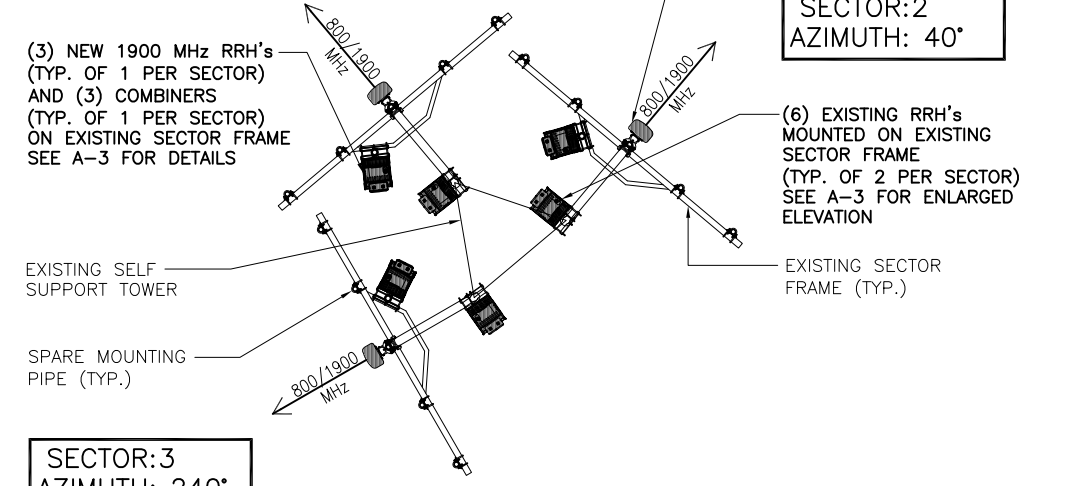 SECTOR:2
AZIMUTH: 40°
800/1900
MHz
(3) NEW 1900 MHz RRH's
(TYP. OF 1 PER SECTOR)
AND (3) COMBINERS
(TYP. OF 1 PER SECTOR)
ON EXISTING SECTOR FRAME
SEE A-3 FOR DETAILS
800/1900
MHz
(6) EXISTING RRH's
MOUNTED ON EXISTING
SECTOR FRAME
(TYP. OF 2 PER SECTOR)
SEE A-3 FOR ENLARGED
ELEVATION
EXISTING SELF
SUPPORT TOWER
EXISTING SECTOR
FRAME (TYP.)
SPARE MOUNTING
PIPE (TYP.)
800/1900
MHz
SECTOR:3
AZIMUTH: 240°